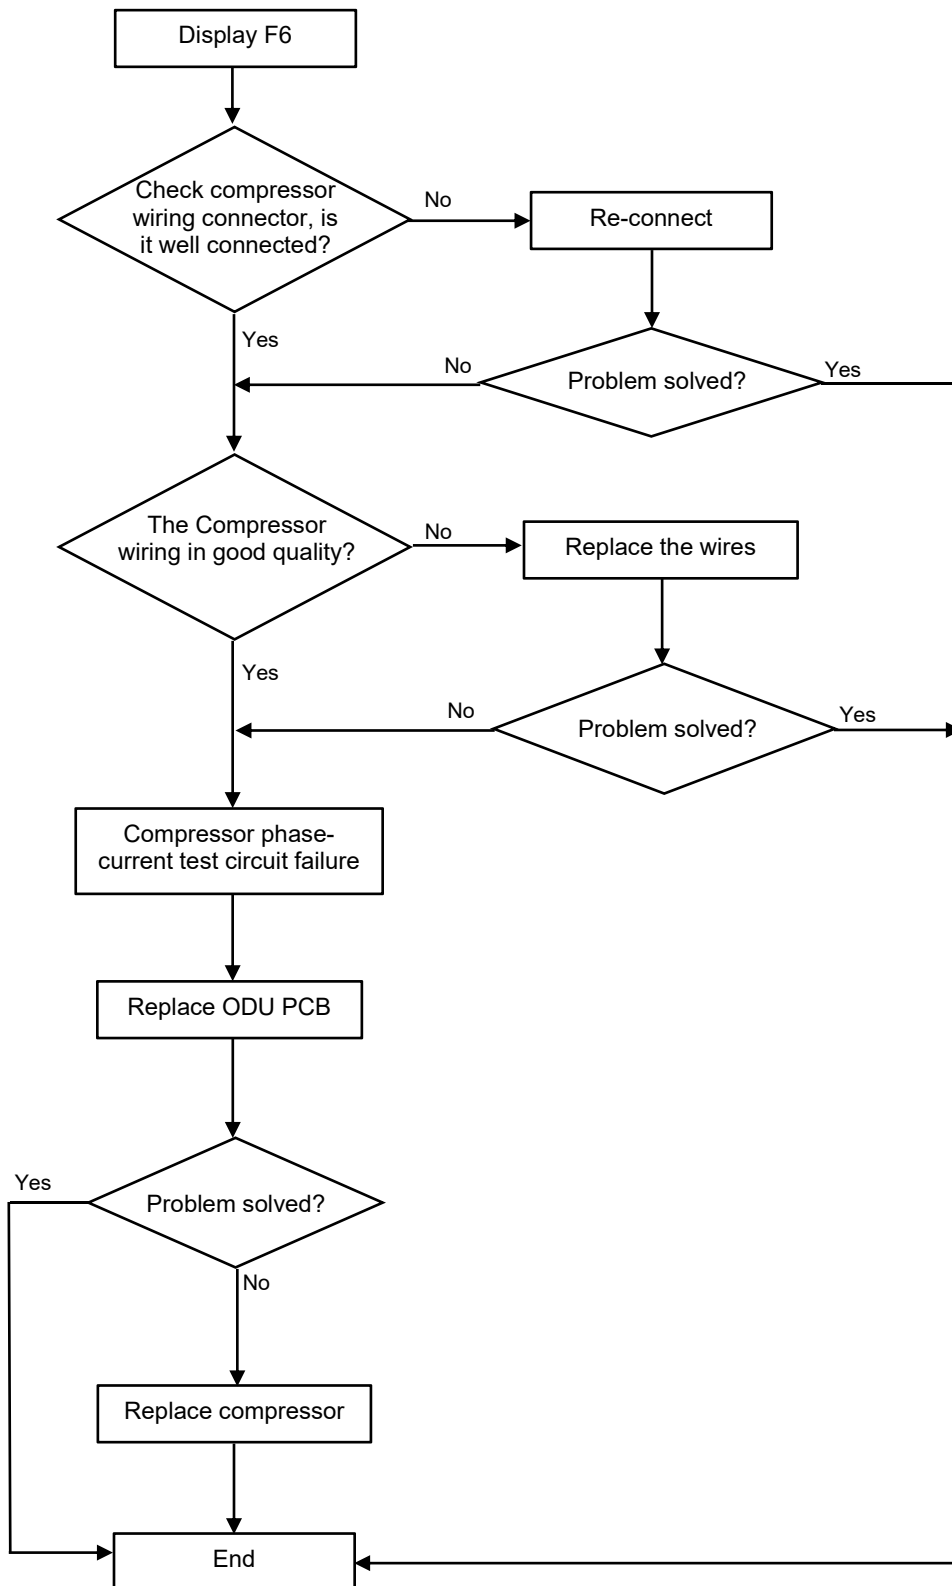 Display F6
Check compressor
wiring connector, is
it well connected?
No
Re-connect
Yes
No
Problem solved?
Yes
The Compressor
wiring in good quality?
No
Replace the wires
Yes
No
Problem solved?
Yes
Compressor phase-
current test circuit failure
Replace ODU PCB
Yes
Problem solved?
No
Replace compressor
End